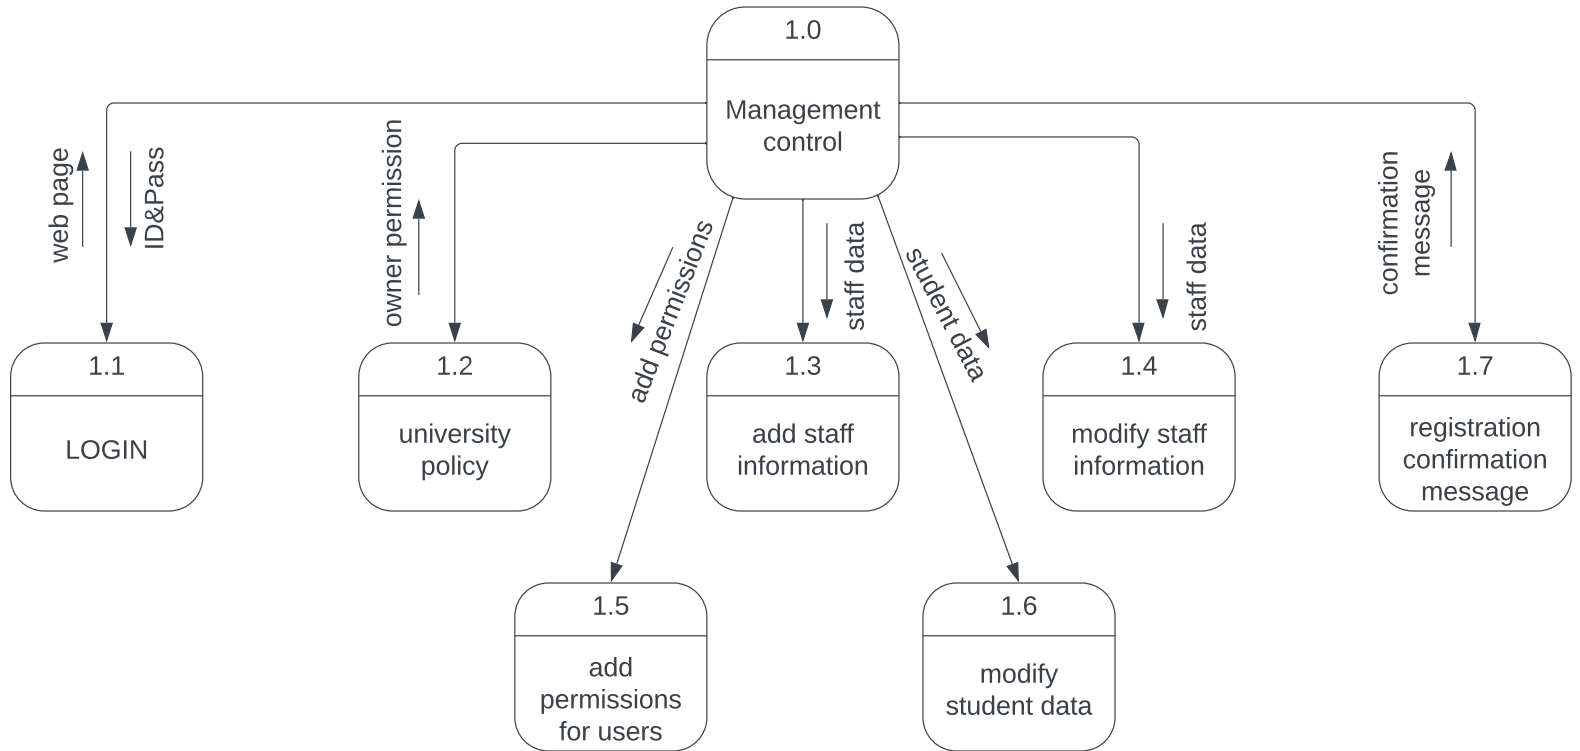 1.0
Management
control
web page
ID&Pass
owner permission
add permissions
staff data
student data
staff data
confirmation
message
1.1
LOGIN
1.2
university
policy
1.3
add staff
information
1.4
modify staff
information
1.7
registration
confirmation
message
1.5
add
permissions
for users
1.6
modify
student data